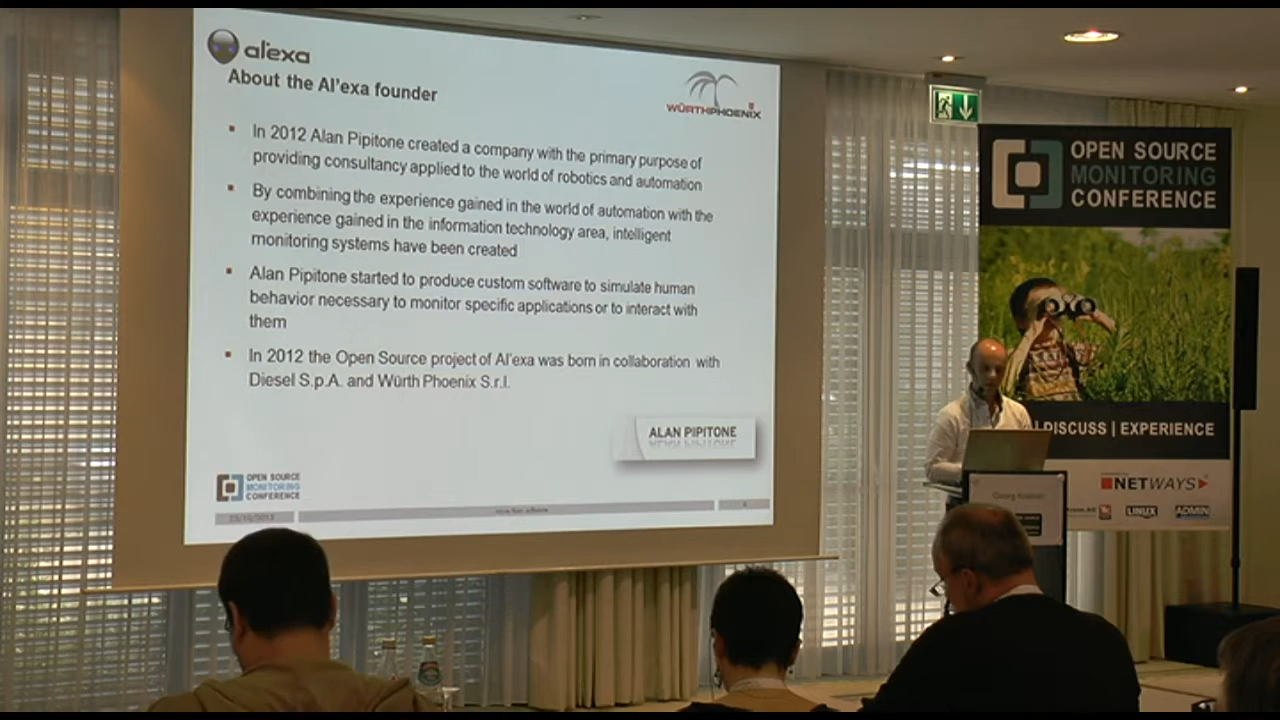 al'exa
About the Al'exa founder
WÜRTHPHOENIX
In 2012 Alan Pipitone created a company with the primary purpose of
providing consultancy applied to the world of robotics and automation
By combining the experience gained in the world of automation with the
experience gained in the information technology area, intelligent
monitoring systems have been created
Alan Pipitone started to produce custom software to simulate human
behavior necessary to monitor specific applications or to interact with
them
In 2012 the Open Source project of Al'exa was born in collaboration with
Diesel S.p.A. and Würth Phoenix S.r.l.
ALAN PIPITONE
OPEN SOURCE
MONITORING
CONFERENCE
OPEN SOURCE
MONITORING
CONFERENCE
| DISCUSS | EXPERIENCE
NETWAYS
LINUX
ADMIN
Georg